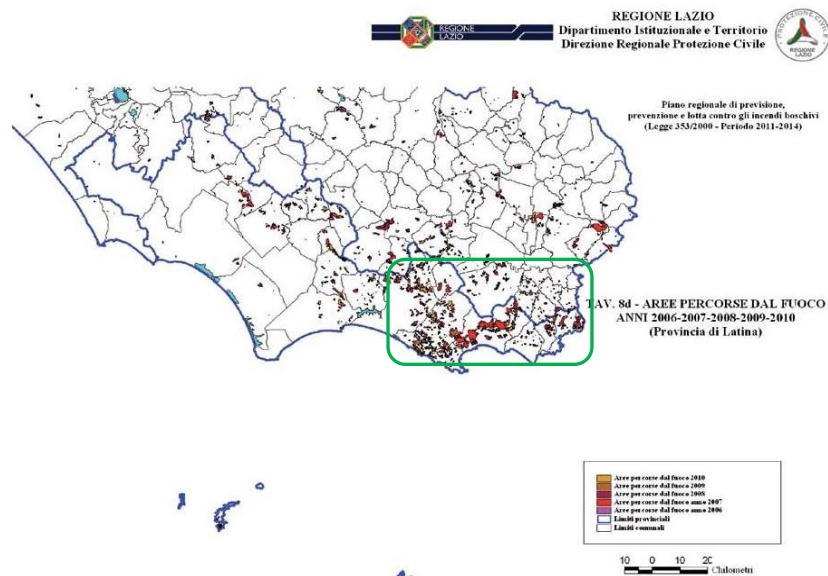 REGIONE LAZIO
REGIONE LAZIO
Dipartimento Istituzionale e Territorio
Direzione Regionale Protezione Civile
PROTEZIONE CIVILE
REGIONE LAZIO
Piano regionale di previsione,
prevenzione e lotta contro gli incendi boschivi
(Legge 353/2000 - Periodo 2011-2014)
TAV. 8d - AREE PERCORSE DAL FUOCO
ANNI 2006-2007-2008-2009-2010
(Provincia di Latina)
Aree percorse dal fuoco 2010
Aree percorse dal fuoco 2009
Aree percorse dal fuoco 2008
Aree percorse dal fuoco anno 2007
Aree percorse dal fuoco anno 2006
Limiti provinciali
Limiti comunali
10 0 10 20 Chilometri